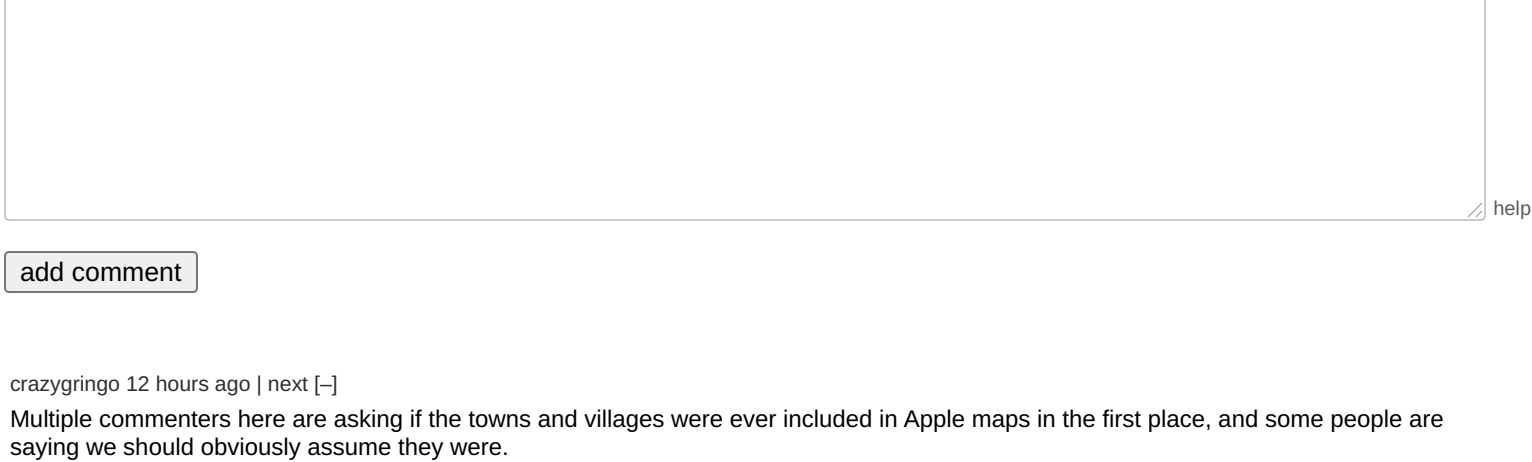 help
add comment
crazygringo 12 hours ago | next [–]
Multiple commenters here are asking if the towns and villages were ever included in Apple maps in the first place, and some people are
saying we should obviously assume they were.